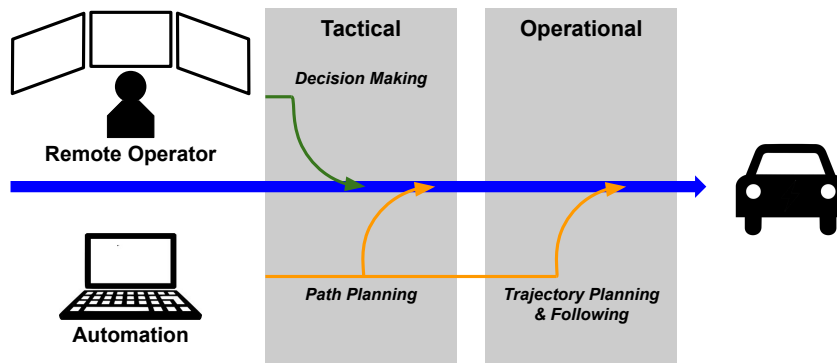 Tactical
Operational
Decision Making
Remote Operator
Automation
Path Planning
Trajectory Planning
& Following